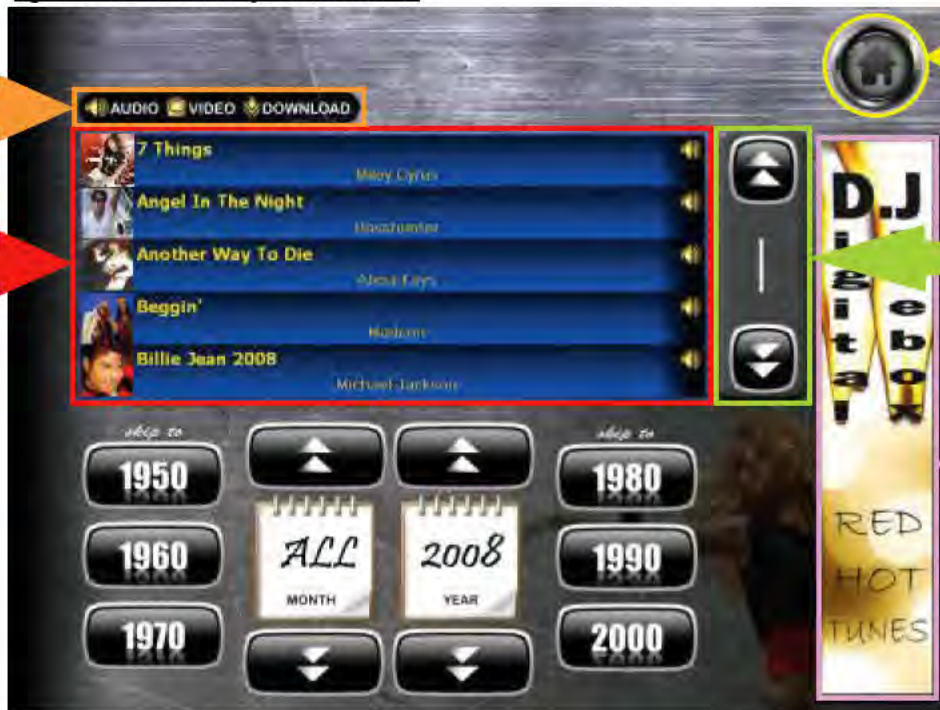 AUDIO VIDEO DOWNLOAD
7 Things
Miley Cyrus
Angel In The Night
Basshunter
Another Way To Die
Alicia Keys
Beggin'
Madcon
Billie Jean 2008
Michael Jackson
skip to
1950
1960
1970
ALL
MONTH
2008
YEAR
skip to
1980
1990
2000
D.J
RED
HOT
TUNES